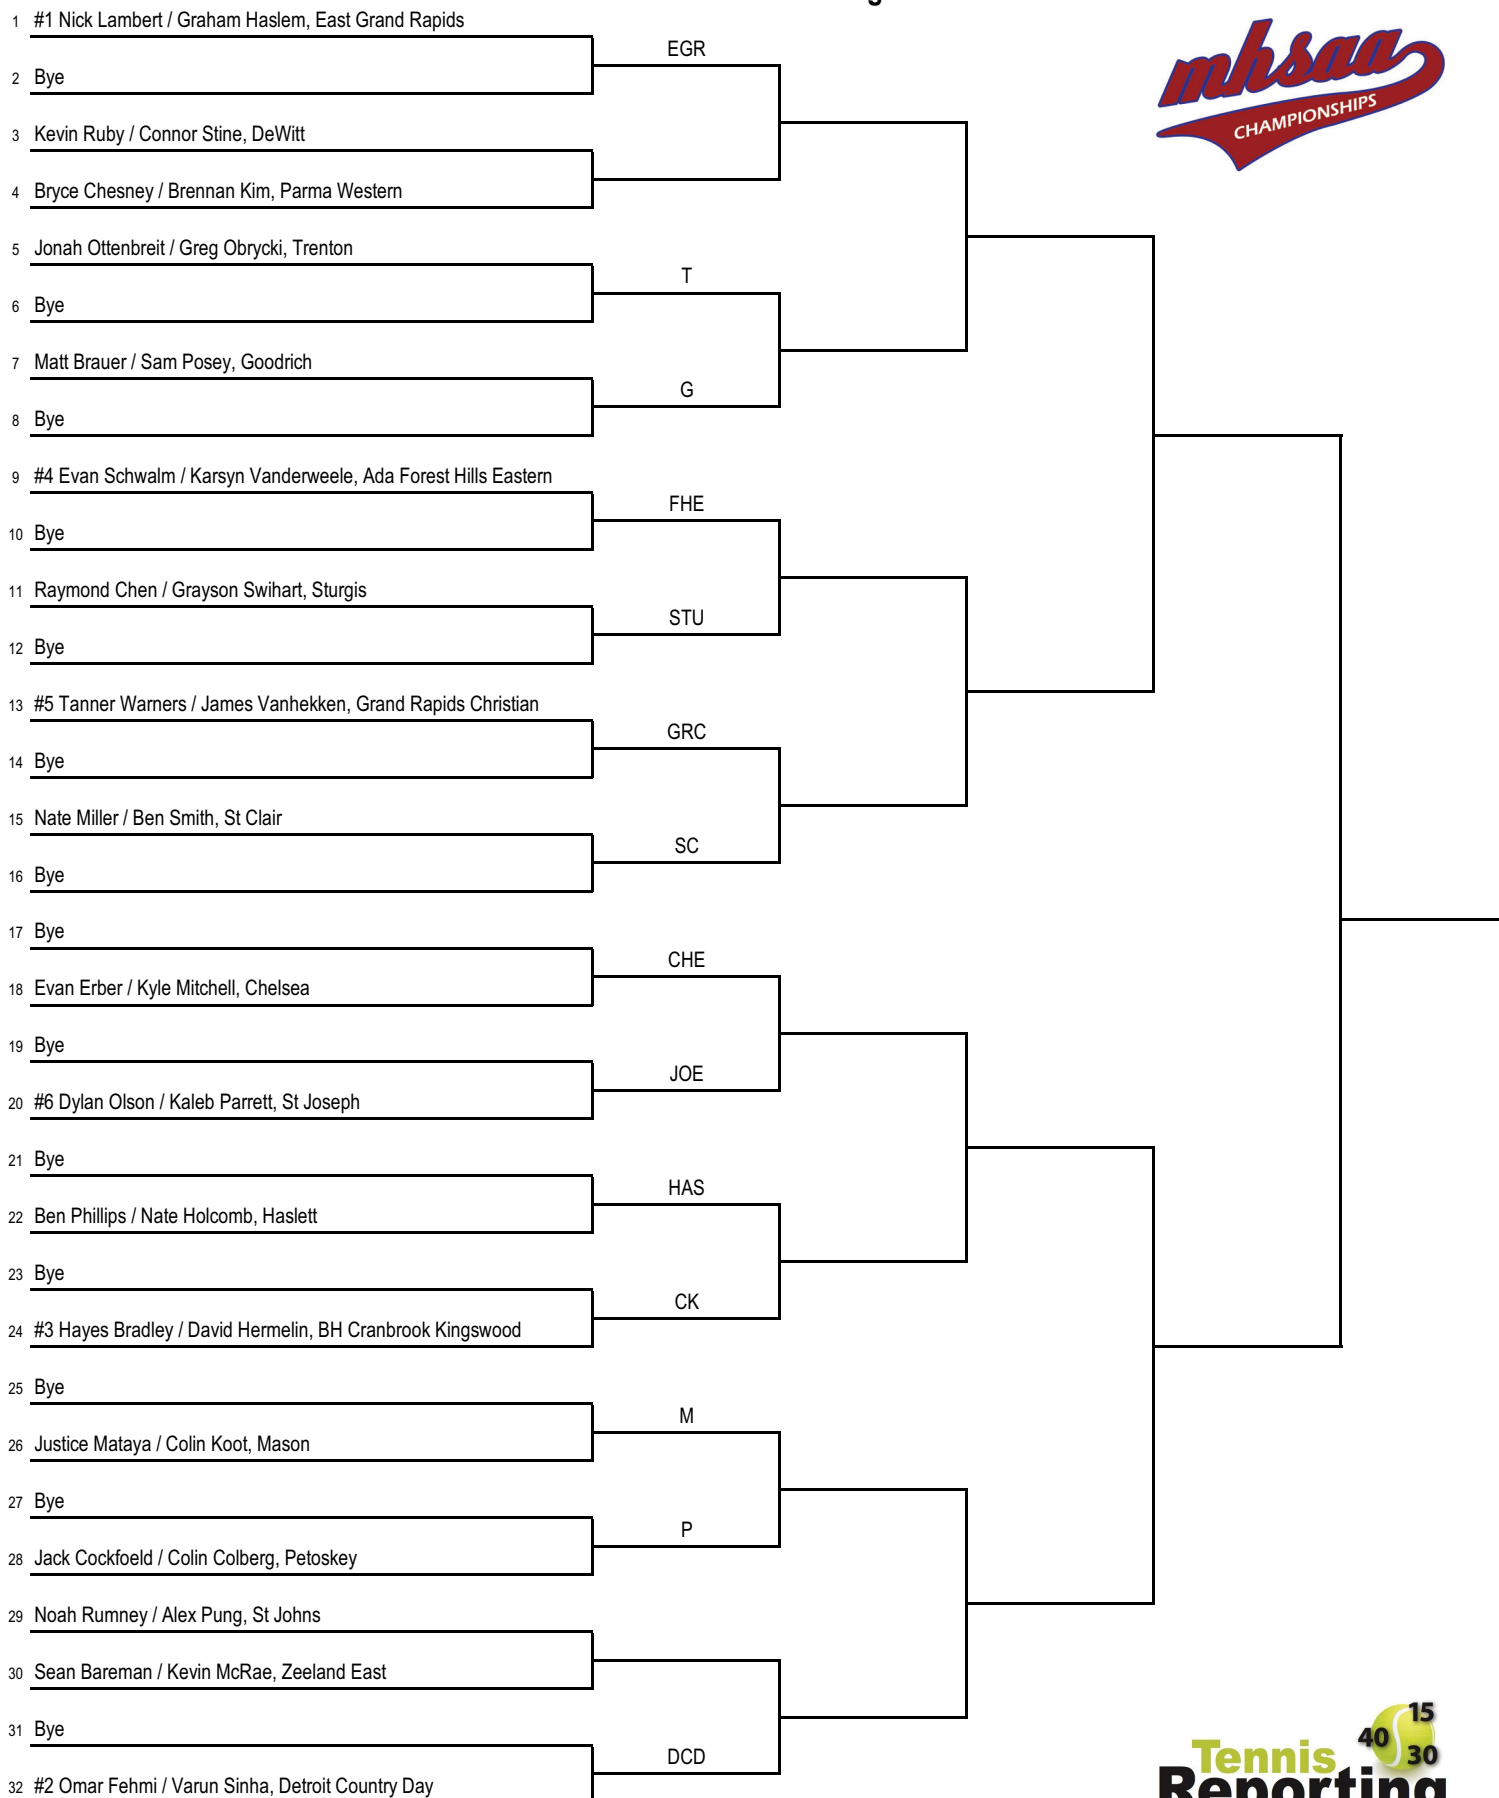 1 #1 Nick Lambert / Graham Haslem, East Grand Rapids
EGR
2 Bye
3 Kevin Ruby / Connor Stine, DeWitt
4 Bryce Chesney / Brennan Kim, Parma Western
5 Jonah Ottenbreit / Greg Obrycki, Trenton
T
6 Bye
7 Matt Brauer / Sam Posey, Goodrich
G
8 Bye
9 #4 Evan Schwalm / Karsyn Vanderweele, Ada Forest Hills Eastern
FHE
10 Bye
11 Raymond Chen / Grayson Swihart, Sturgis
STU
12 Bye
13 #5 Tanner Warners / James Vanhekken, Grand Rapids Christian
GRC
14 Bye
15 Nate Miller / Ben Smith, St Clair
SC
16 Bye
17 Bye
CHE
18 Evan Erber / Kyle Mitchell, Chelsea
19 Bye
JOE
20 #6 Dylan Olson / Kaleb Parrett, St Joseph
21 Bye
HAS
22 Ben Phillips / Nate Holcomb, Haslett
23 Bye
CK
24 #3 Hayes Bradley / David Hermelin, BH Cranbrook Kingswood
25 Bye
M
26 Justice Mataya / Colin Koot, Mason
27 Bye
P
28 Jack Cockfoeld / Colin Colberg, Petoskey
29 Noah Rumney / Alex Pung, St Johns
30 Sean Bareman / Kevin McRae, Zeeland East
31 Bye
DCD
32 #2 Omar Fehmi / Varun Sinha, Detroit Country Day
mhsaa
CHAMPIONSHIPS
15
40
30
Tennis
Reporting